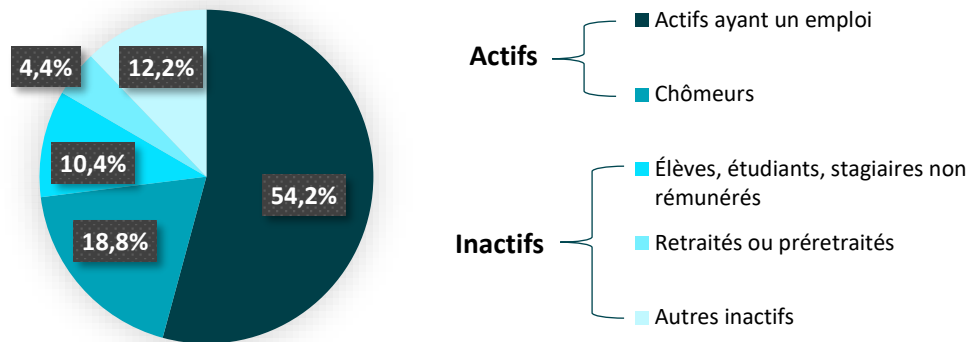 4,4%
12,2%
10,4%
54,2%
18,8%
Actifs
Actifs ayant un emploi
Chômeurs
Inactifs
Élèves, étudiants, stagiaires non
rémunérés
Retraités ou préretraités
Autres inactifs